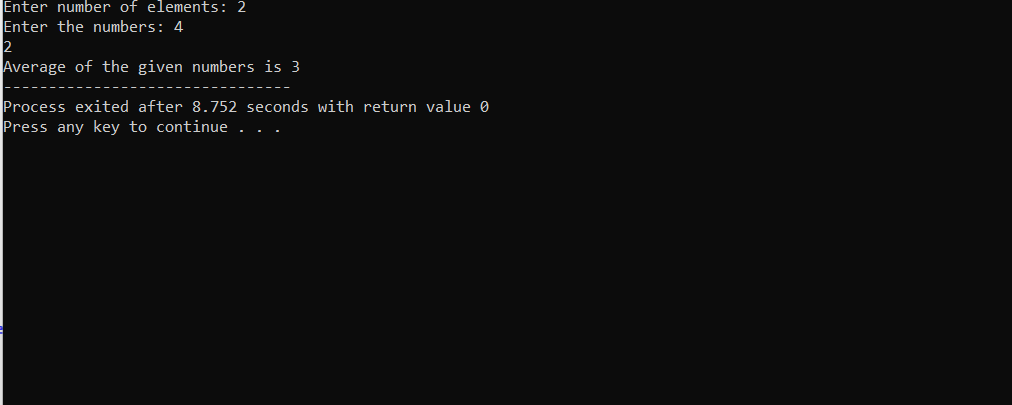 Enter number of elements: 2
Enter the numbers: 4
2
Average of the given numbers is 3
--------------------------------
Process exited after 8.752 seconds with return value 0
Press any key to continue . . .